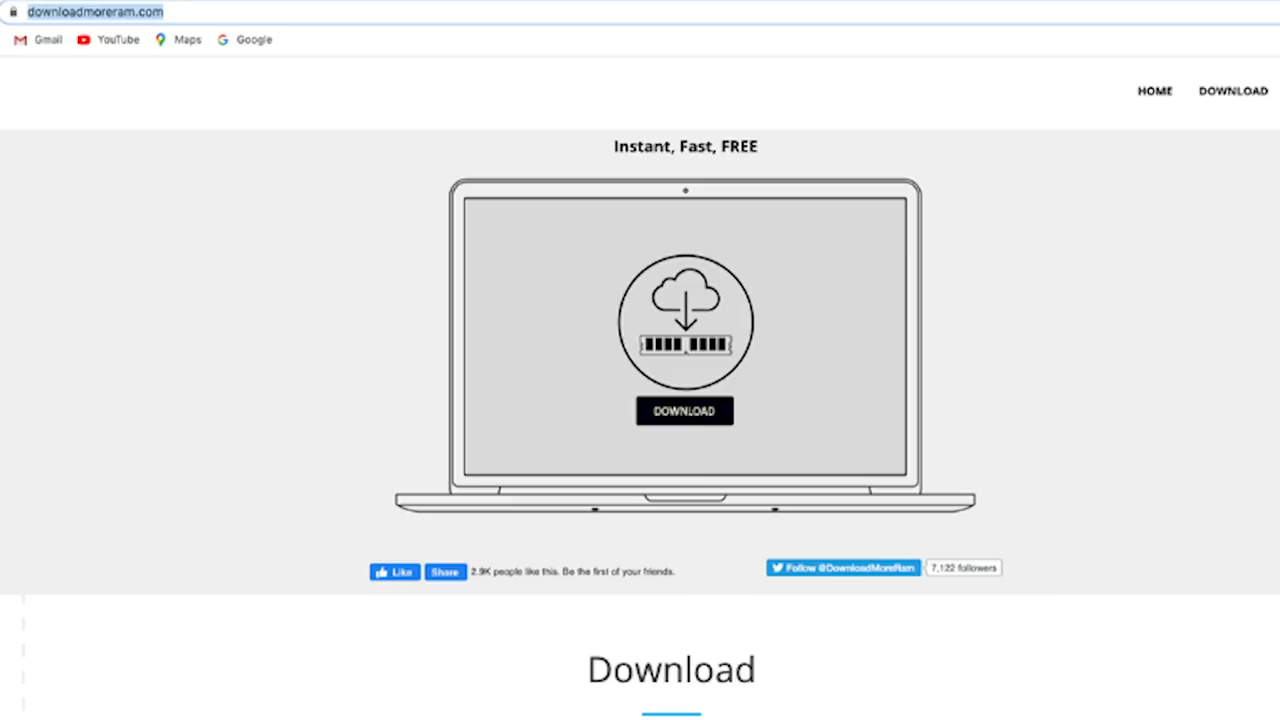 downloadmoreram.com
Gmail YouTube Maps Google
HOME DOWNLOAD
Instant, Fast, FREE
DOWNLOAD
Like Share 2.9K people like this. Be the first of your friends.
Follow @DownloadMoreRam 7,122 followers
Download